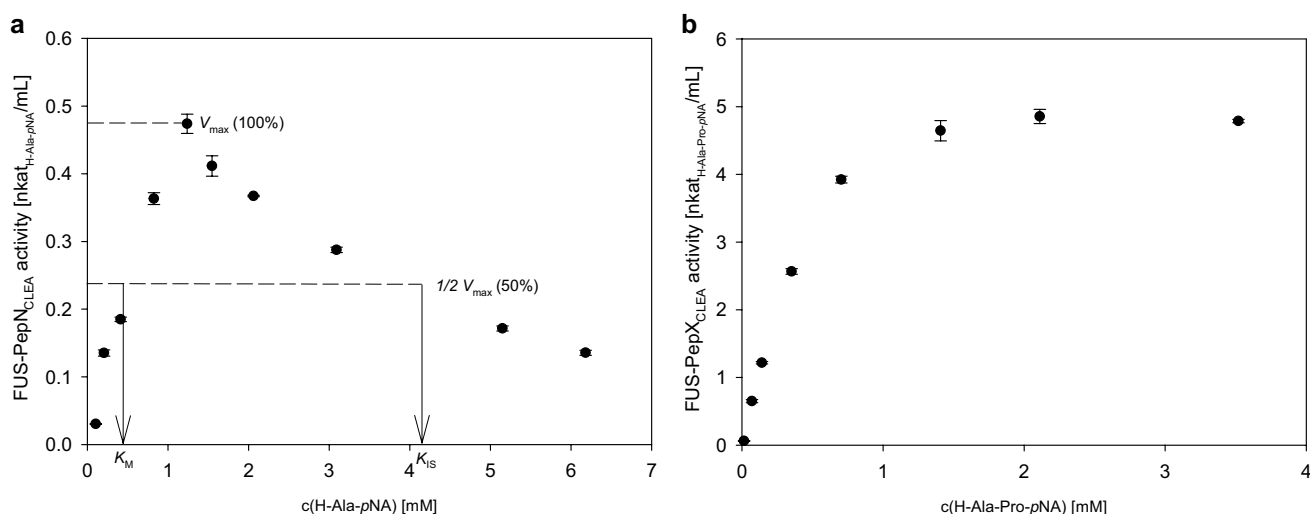 a
FUS-PepN_CLEA activity [nkat_H-Ala-pNA/mL]
0.6
0.5
0.4
0.3
0.2
0.1
0.0
V_max (100%)
1/2 V_max (50%)
K_M
K_IS
0 1 2 3 4 5 6 7
c(H-Ala-pNA) [mM]
b
FUS-PepX_CLEA activity [nkat_H-Ala-Pro-pNA/mL]
6
5
4
3
2
1
0
0 1 2 3 4
c(H-Ala-Pro-pNA) [mM]